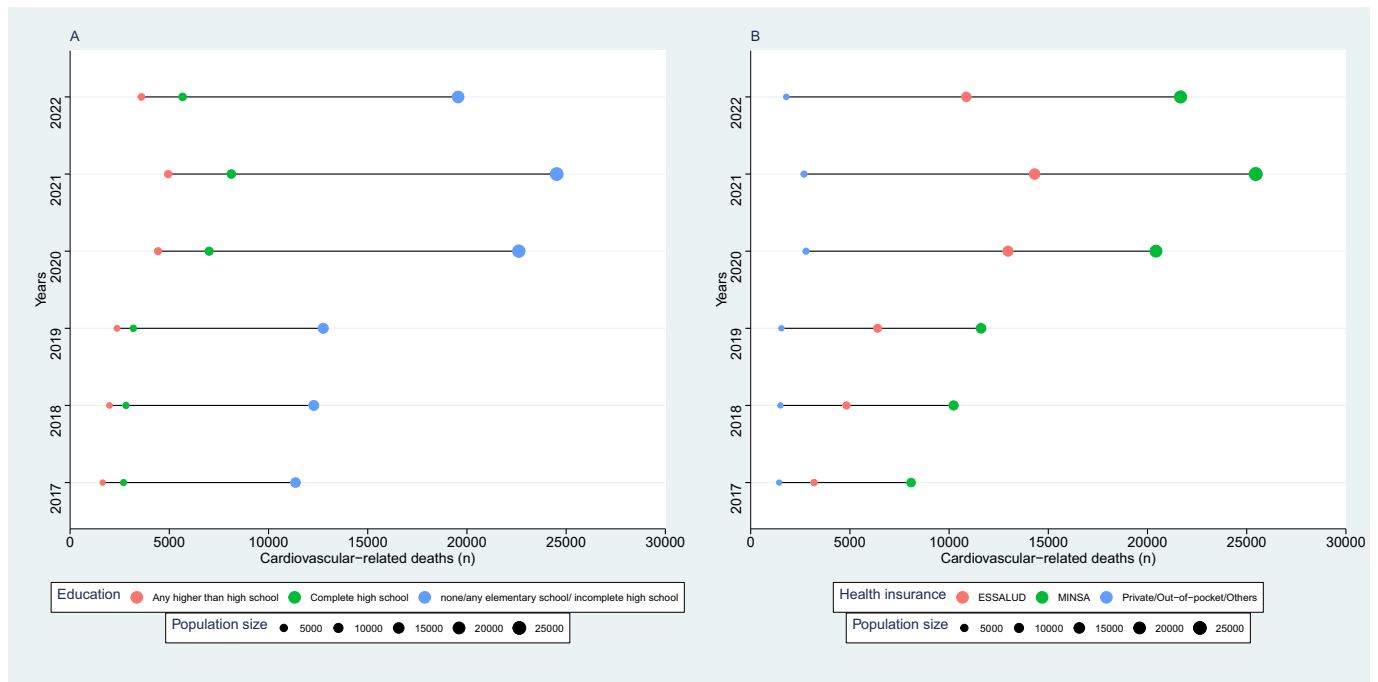 A
2022
2021
2020
2019
2018
2017
Years
0 5000 10000 15000 20000 25000 30000
Cardiovascular−related deaths (n)
Education Any higher than high school Complete high school none/any elementary school/ incomplete high school
Population size 5000 10000 15000 20000 25000
B
2022
2021
2020
2019
2018
2017
Years
0 5000 10000 15000 20000 25000 30000
Cardiovascular−related deaths (n)
Health insurance ESSALUD MINSA Private/Out−of−pocket/Others
Population size 5000 10000 15000 20000 25000